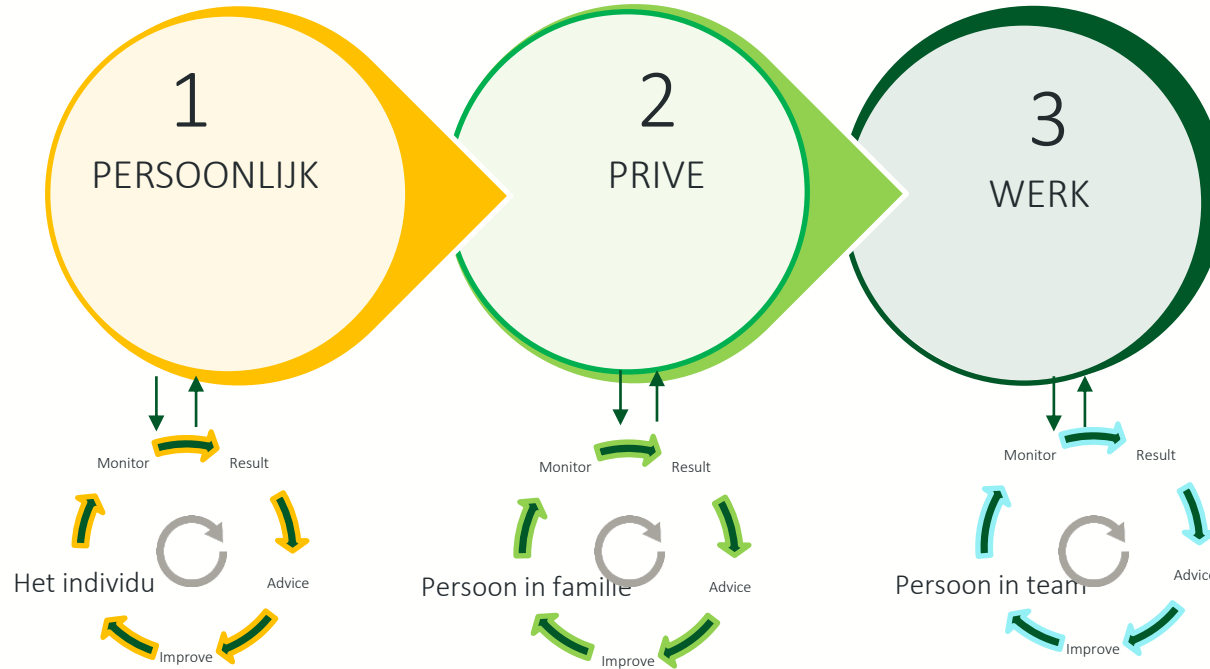 1
PERSOONLIJK
2
PRIVE
3
WERK
Monitor
Result
Advice
Improve
Het individu
Monitor
Result
Advice
Improve
Persoon in familie
Monitor
Result
Advice
Improve
Persoon in team